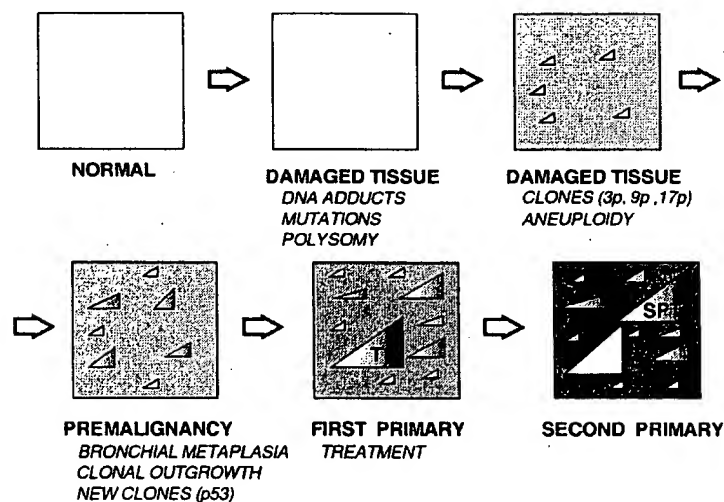 NORMAL
DAMAGED TISSUE
DNA ADDUCTS
MUTATIONS
POLYSOMY
DAMAGED TISSUE
CLONES (3p, 9p ,17p)
ANEUPLOIDY
T
SP
PREMALIGNANCY
BRONCHIAL METAPLASIA
CLONAL OUTGROWTH
NEW CLONES (p53)
FIRST PRIMARY
TREATMENT
SECOND PRIMARY